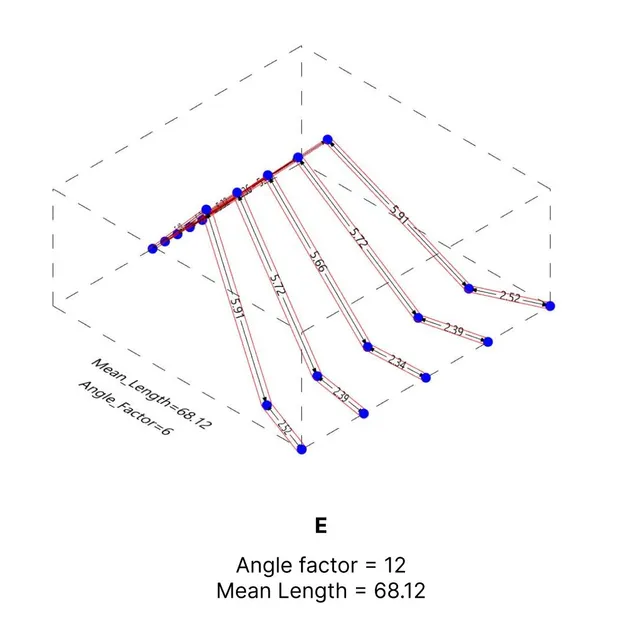 5.91
5.72
5.66
5.72
5.91
2.52
2.39
2.34
2.39
2.52
Mean_Length=68.12
Angle_Factor=6
E
Angle factor = 12
Mean Length = 68.12